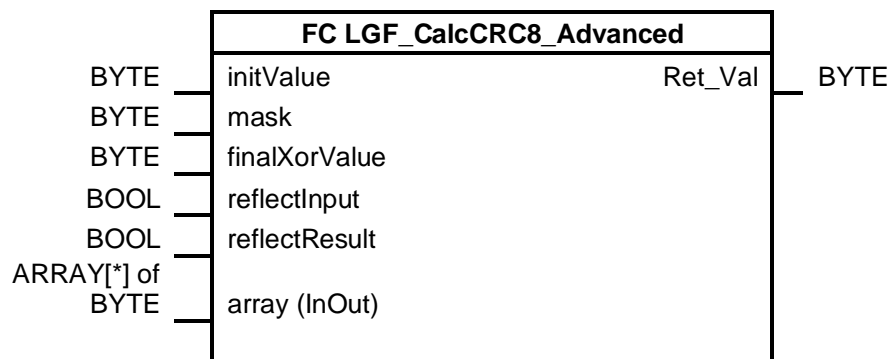 FC LGF_CalcCRC8_Advanced
BYTE initValue Ret_Val BYTE
BYTE mask
BYTE finalXorValue
BOOL reflectInput
BOOL reflectResult
ARRAY[*] of
BYTE array (InOut)